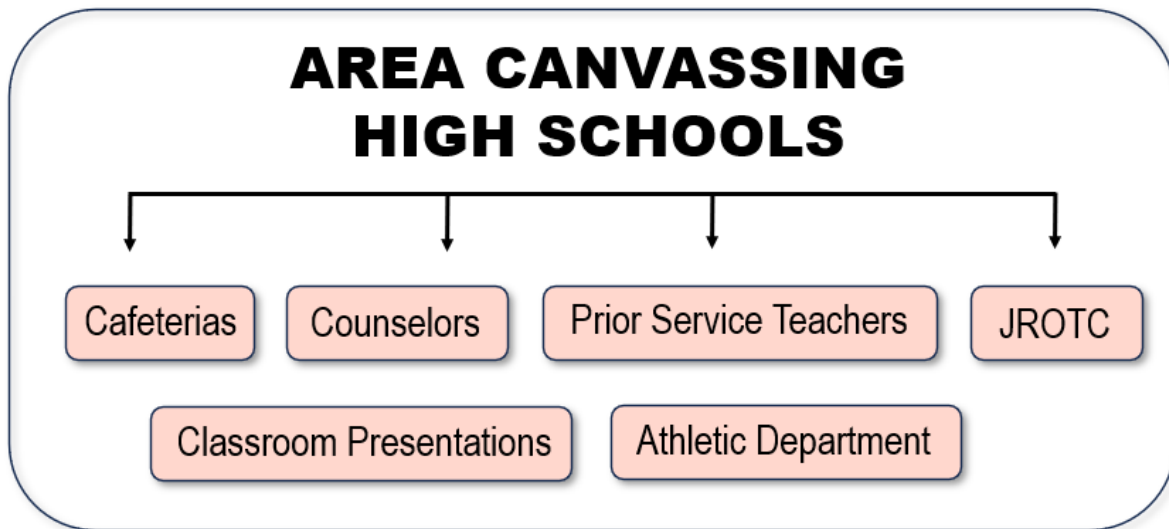 AREA CANVASSING
HIGH SCHOOLS
Cafeterias
Counselors
Prior Service Teachers
JROTC
Classroom Presentations
Athletic Department